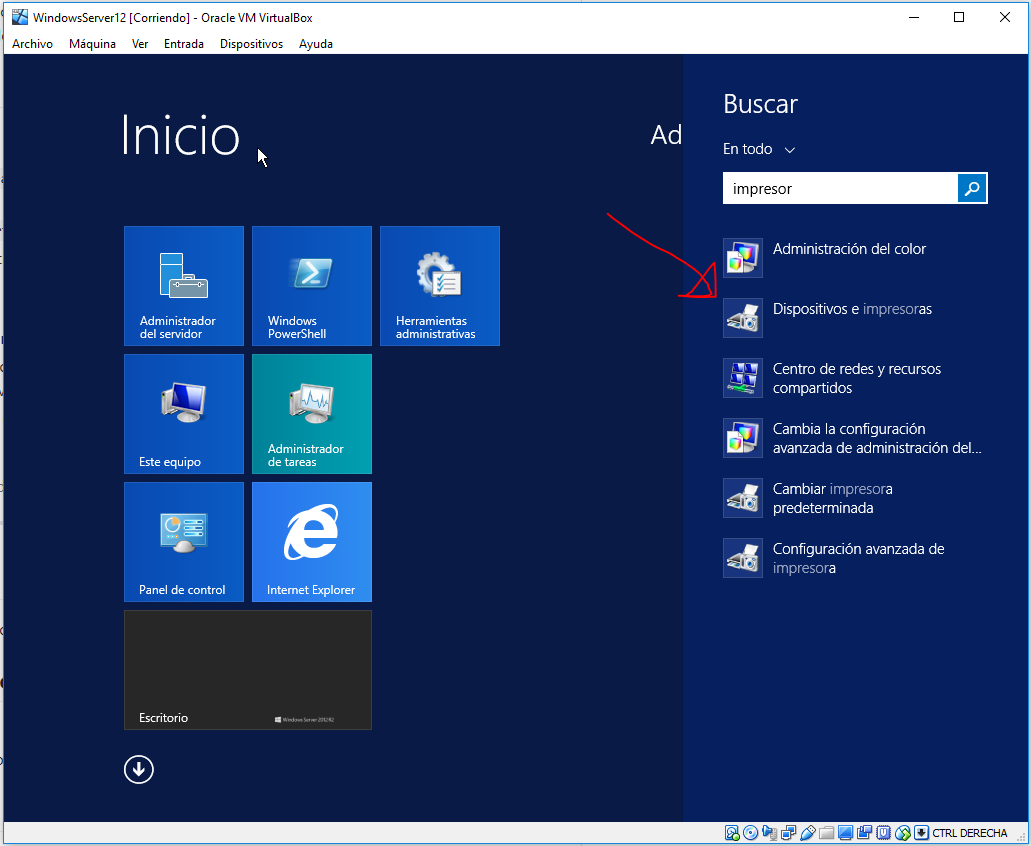 WindowsServer12 [Corriendo] - Oracle VM VirtualBox
Archivo Máquina Ver Entrada Dispositivos Ayuda
Inicio
Ad
Buscar
En todo
impresor
Administración del color
Dispositivos e impresoras
Centro de redes y recursos
compartidos
Cambia la configuración
avanzada de administración del...
Cambiar impresora
predeterminada
Configuración avanzada de
impresora
Administrador
del servidor
Windows
PowerShell
Herramientas
administrativas
Este equipo
Administrador
de tareas
Panel de control
Internet Explorer
Escritorio
Windows Server 2012 R2
CTRL DERECHA